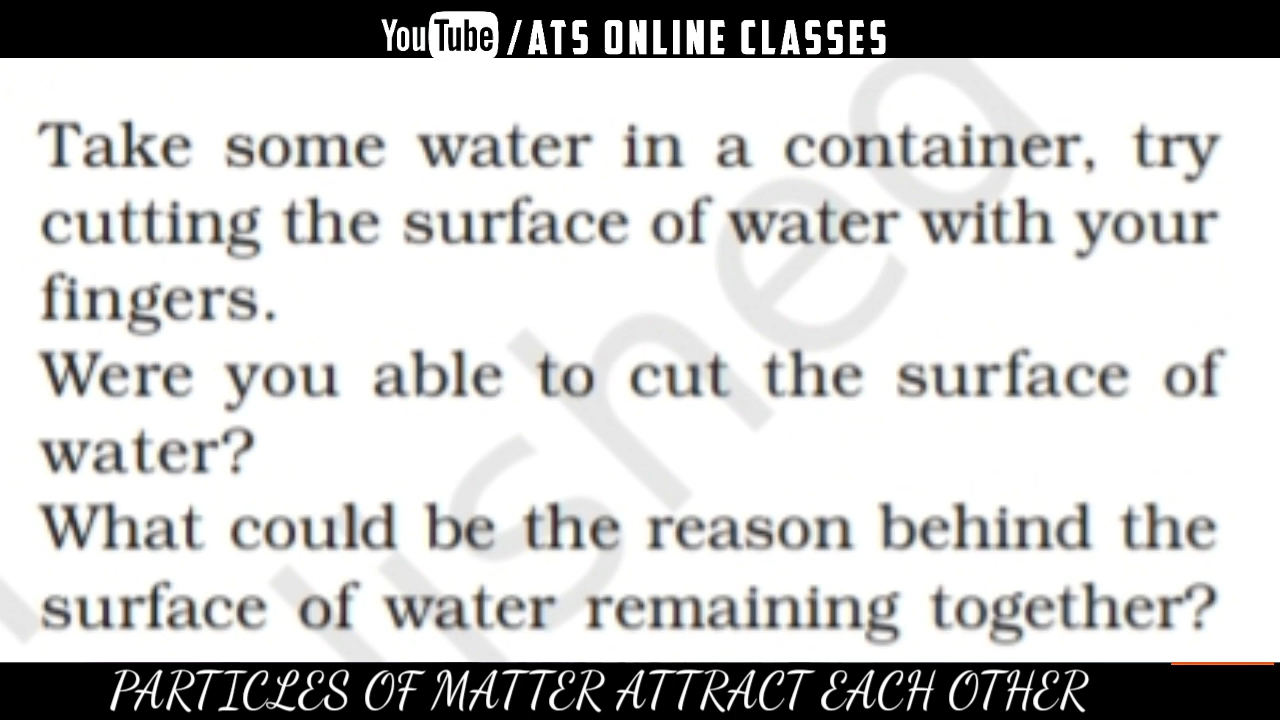 YouTube /ATS ONLINE CLASSES
Take some water in a container, try
cutting the surface of water with your
fingers.
Were you able to cut the surface of
water?
What could be the reason behind the
surface of water remaining together?
PARTICLES OF MATTER ATTRACT EACH OTHER